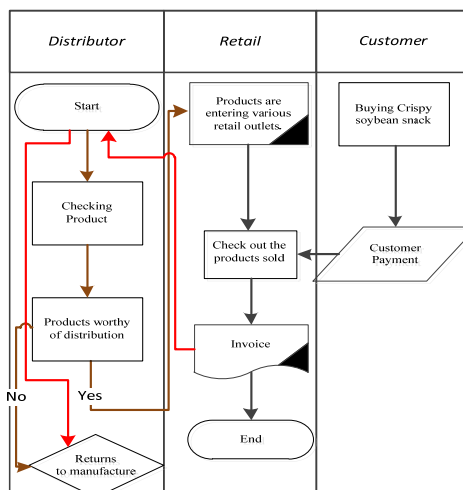 Distributor
Retail
Customer
Start
Checking
Product
Products worthy
of distribution
No
Yes
Returns
to manufacture
Products are
entering various
retail outlets.
Check out the
products sold
Invoice
End
Buying Crispy
soybean snack
Customer
Payment